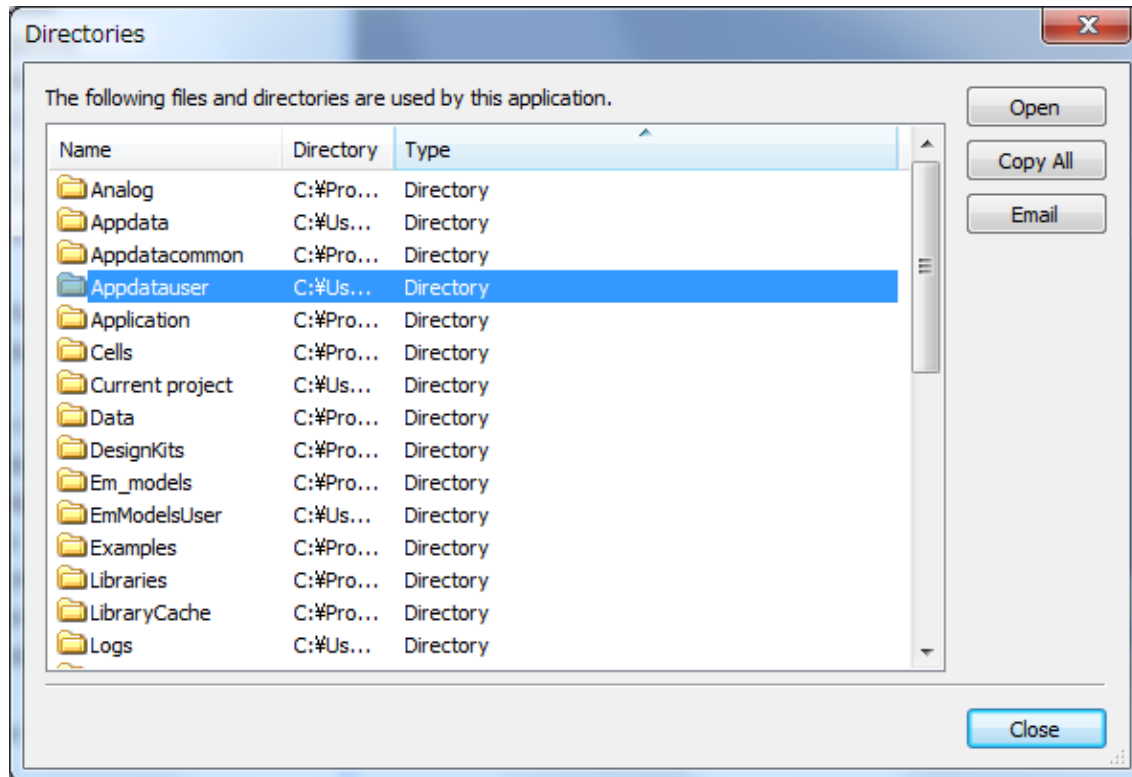 Directories
The following files and directories are used by this application.
Name Directory Type
Analog C:¥Pro... Directory
Appdata C:¥Us... Directory
Appdatacommon C:¥Pro... Directory
Appdatauser C:¥Us... Directory
Application C:¥Pro... Directory
Cells C:¥Pro... Directory
Current project C:¥Us... Directory
Data C:¥Pro... Directory
DesignKits C:¥Pro... Directory
Em_models C:¥Pro... Directory
EmModelsUser C:¥Us... Directory
Examples C:¥Pro... Directory
Libraries C:¥Pro... Directory
LibraryCache C:¥Pro... Directory
Logs C:¥Us... Directory
Open
Copy All
Email
Close